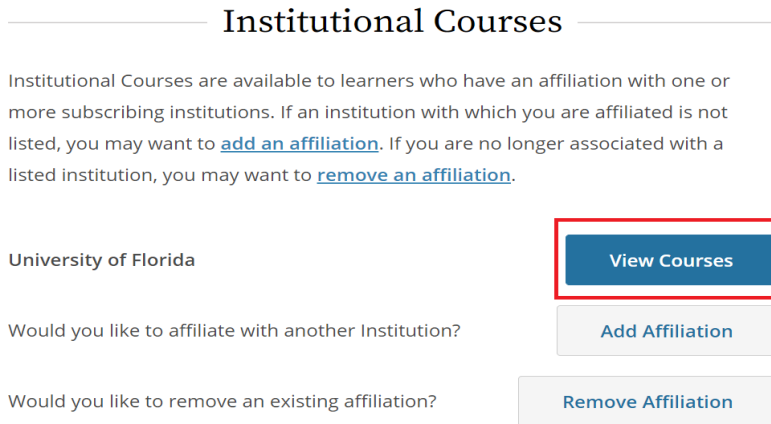 Institutional Courses
Institutional Courses are available to learners who have an affiliation with one or
more subscribing institutions. If an institution with which you are affiliated is not
listed, you may want to add an affiliation. If you are no longer associated with a
listed institution, you may want to remove an affiliation.
University of Florida
View Courses
Would you like to affiliate with another Institution?
Add Affiliation
Would you like to remove an existing affiliation?
Remove Affiliation